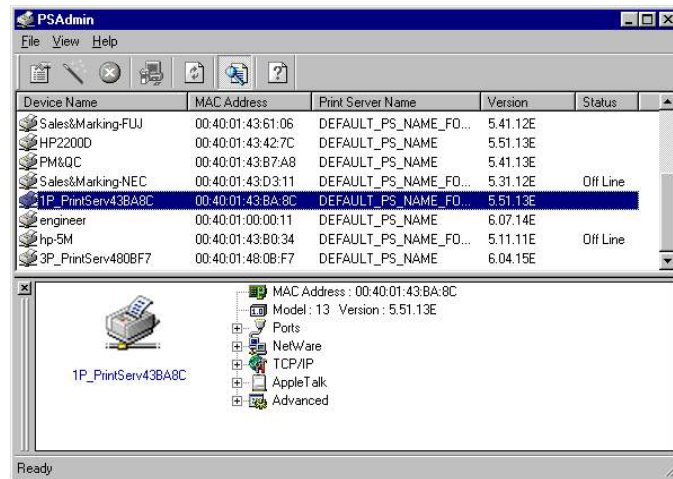 PSAdmin
File View Help
Device Name MAC Address Print Server Name Version Status
Sales&Marking-FUJ 00:40:01:43:61:06 DEFAULT_PS_NAME_FO... 5.41.12E
HP2200D 00:40:01:43:42:7C DEFAULT_PS_NAME_FO... 5.51.13E
PM&QC 00:40:01:43:B7:A8 DEFAULT_PS_NAME_FO... 5.41.13E
Sales&Marking-NEC 00:40:01:43:D3:11 DEFAULT_PS_NAME_FO... 5.31.12E Off Line
1P_PrintServ43BA8C 00:40:01:43:BA:8C DEFAULT_PS_NAME_FO... 5.51.13E
engineer 00:40:01:00:00:11 DEFAULT_PS_NAME 6.07.14E
hp-5M 00:40:01:43:B0:34 DEFAULT_PS_NAME_FO... 5.11.11E Off Line
3P_PrintServ480BF7 00:40:01:48:0B:F7 DEFAULT_PS_NAME 6.04.15E
MAC Address : 00:40:01:43:BA:8C
Model : 13 Version : 5.51.13E
Ports
NetWare
TCP/IP
AppleTalk
Advanced
1P_PrintServ43BA8C
Ready